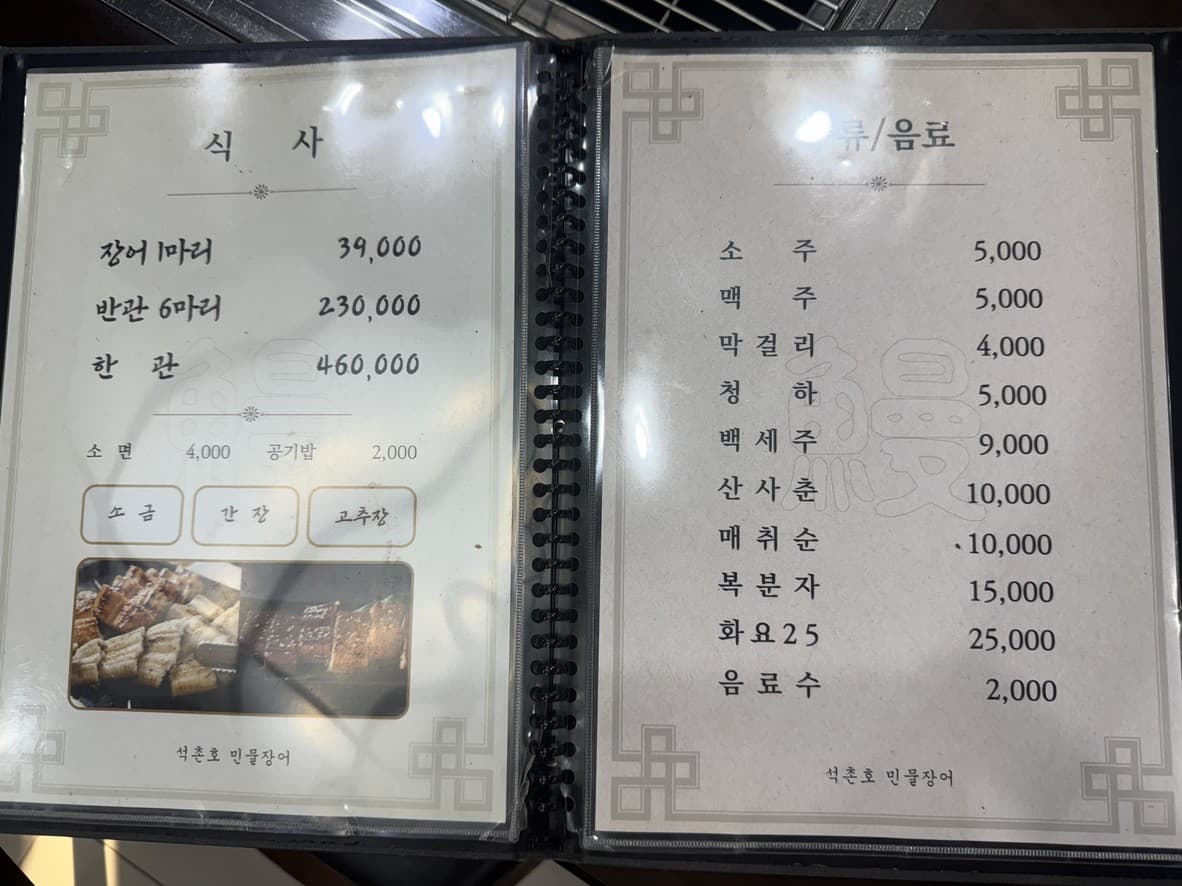 식 사
장어 1마리 39,000
반관 6마리 230,000
한 관 460,000
소 면 4,000 공기밥 2,000
소 금 간 장 고추장
석촌호 민물장어
류/음료
소 주 5,000
맥 주 5,000
막 걸 리 4,000
청 하 5,000
백 세 주 9,000
산 사 춘 10,000
매 취 순 10,000
복 분 자 15,000
화 요 2 5 25,000
음 료 수 2,000
석촌호 민물장어